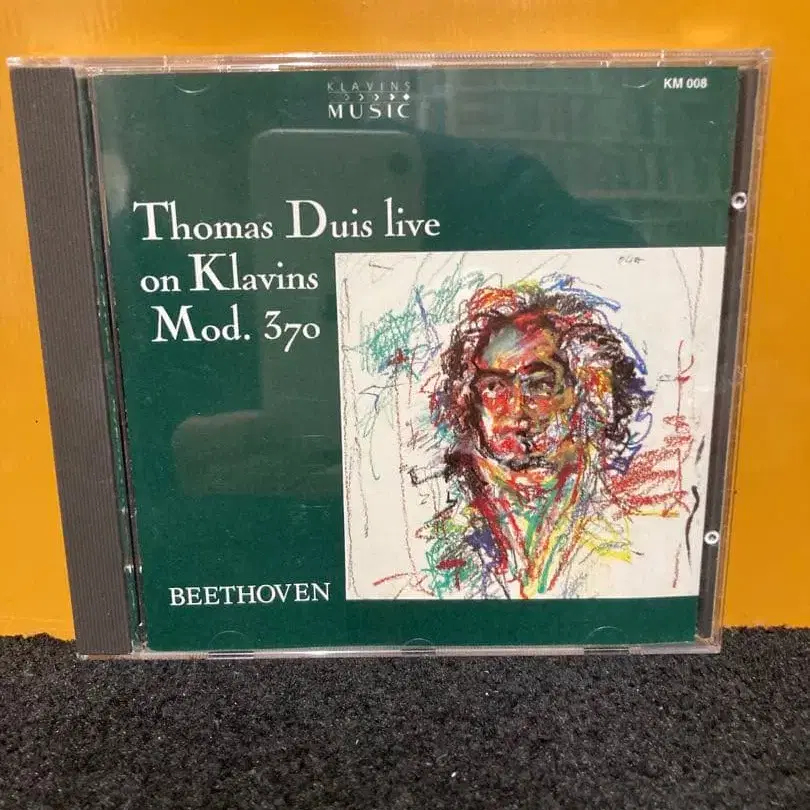 KLAVINS
MUSIC
KM 008
Thomas Duis live
on Klavins
Mod. 370
BEETHOVEN